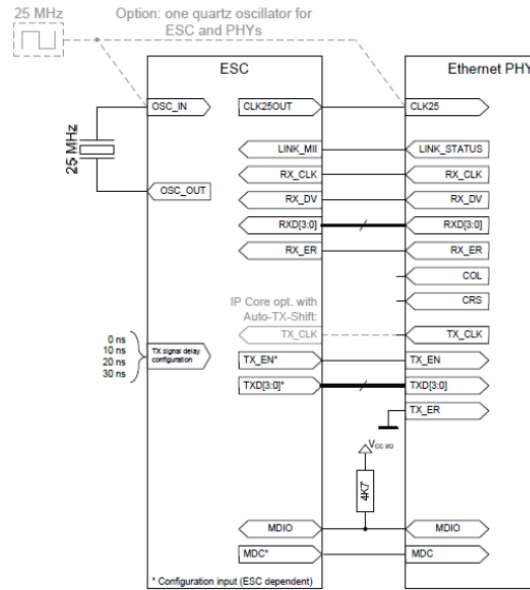 25 MHz
Option: one quartz oscillator for
ESC and PHYs
ESC
Ethernet PHY
OSC_IN
CLK25OUT
CLK25
25 MHz
LINK_MII
LINK_STATUS
RX_CLK
RX_CLK
OSC_OUT
RX_DV
RX_DV
RXD[3:0]
RXD[3:0]
RX_ER
RX_ER
COL
CRS
IP Core opt. with
Auto-TX-Shift:
TX_CLK
TX_CLK
0 ns
10 ns
20 ns
30 ns
TX signal delay
configuration
TX_EN*
TX_EN
TXD[3:0]*
TXD[3:0]
TX_ER
VCC I/O
4K7
MDIO
MDIO
MDC*
MDC
* Configuration input (ESC dependent)